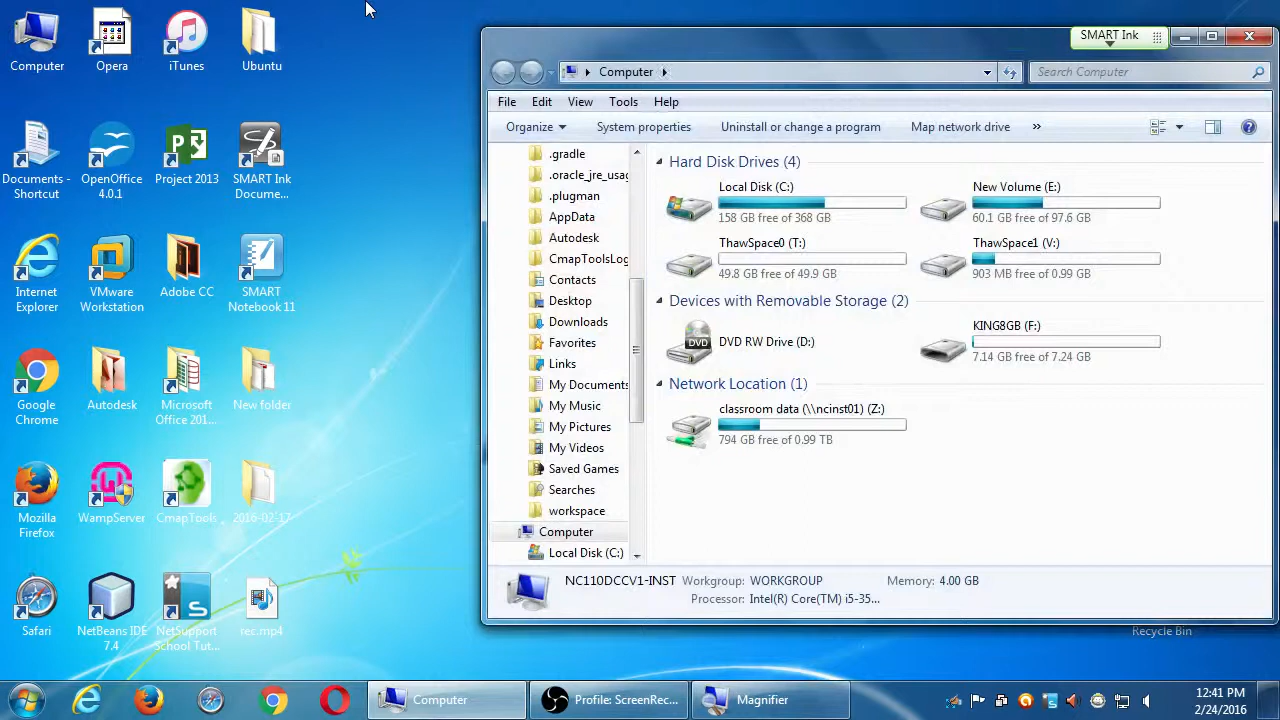 Computer
Opera
iTunes
Ubuntu
Documents - Shortcut
OpenOffice 4.0.1
Project 2013
SMART Ink Docume...
Internet Explorer
VMware Workstation
Adobe CC
SMART Notebook 11
Google Chrome
Autodesk
Microsoft Office 201...
New folder
Mozilla Firefox
WampServer
CmapTools
2016-02-17
Safari
NetBeans IDE 7.4
NetSupport School Tut...
rec.mp4
SMART Ink
Computer
Search Computer
File Edit View Tools Help
Organize System properties Uninstall or change a program Map network drive »
.gradle
.oracle_jre_usag
.plugman
AppData
Autodesk
CmapToolsLog
Contacts
Desktop
Downloads
Favorites
Links
My Documents
My Music
My Pictures
My Videos
Saved Games
Searches
workspace
Computer
Local Disk (C:)
Hard Disk Drives (4)
Local Disk (C:)
158 GB free of 368 GB
New Volume (E:)
60.1 GB free of 97.6 GB
ThawSpace0 (T:)
49.8 GB free of 49.9 GB
ThawSpace1 (V:)
903 MB free of 0.99 GB
Devices with Removable Storage (2)
DVD
DVD RW Drive (D:)
KING8GB (F:)
7.14 GB free of 7.24 GB
Network Location (1)
classroom data (\\ncinst01) (Z:)
794 GB free of 0.99 TB
NC110DCCV1-INST Workgroup: WORKGROUP Memory: 4.00 GB
Processor: Intel(R) Core(TM) i5-35...
Recycle Bin
Computer
Profile: ScreenRec...
Magnifier
12:41 PM
2/24/2016